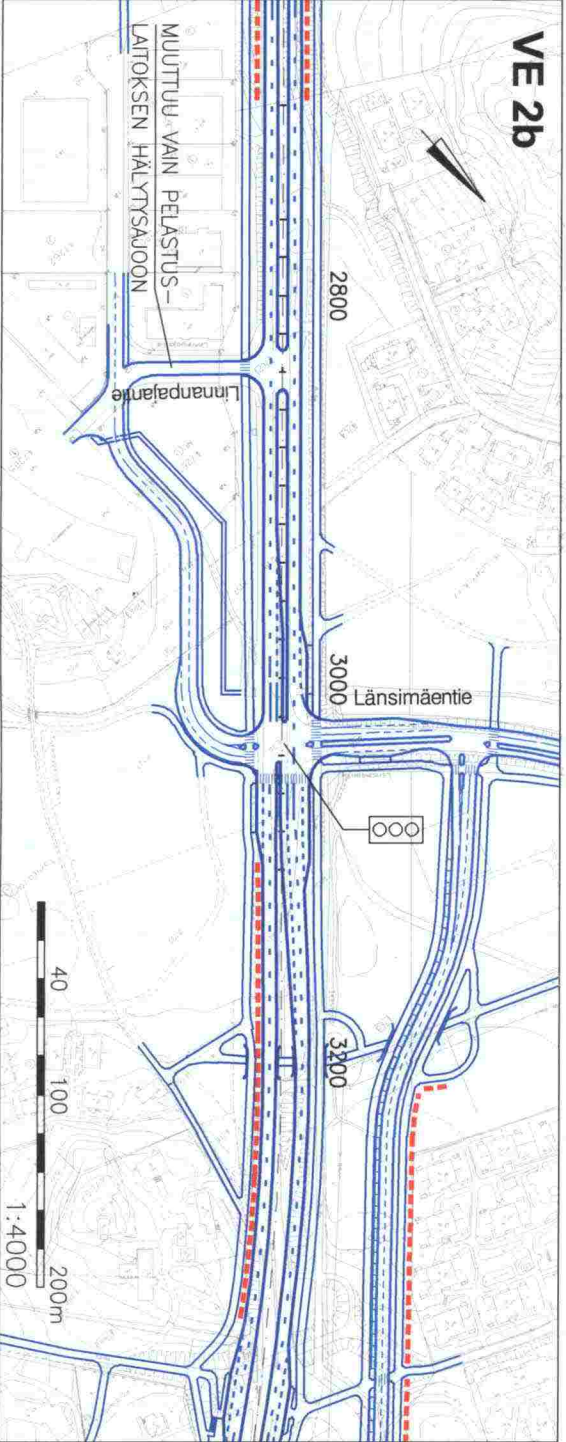 VE 2b
MUUTTUU VAIN PELASTUS-
LAITOKSEN HÄLYTYSAJOON
2800
Linnanpajantie
3000
Länsimäentie
3200
40
100
200m
1:4000